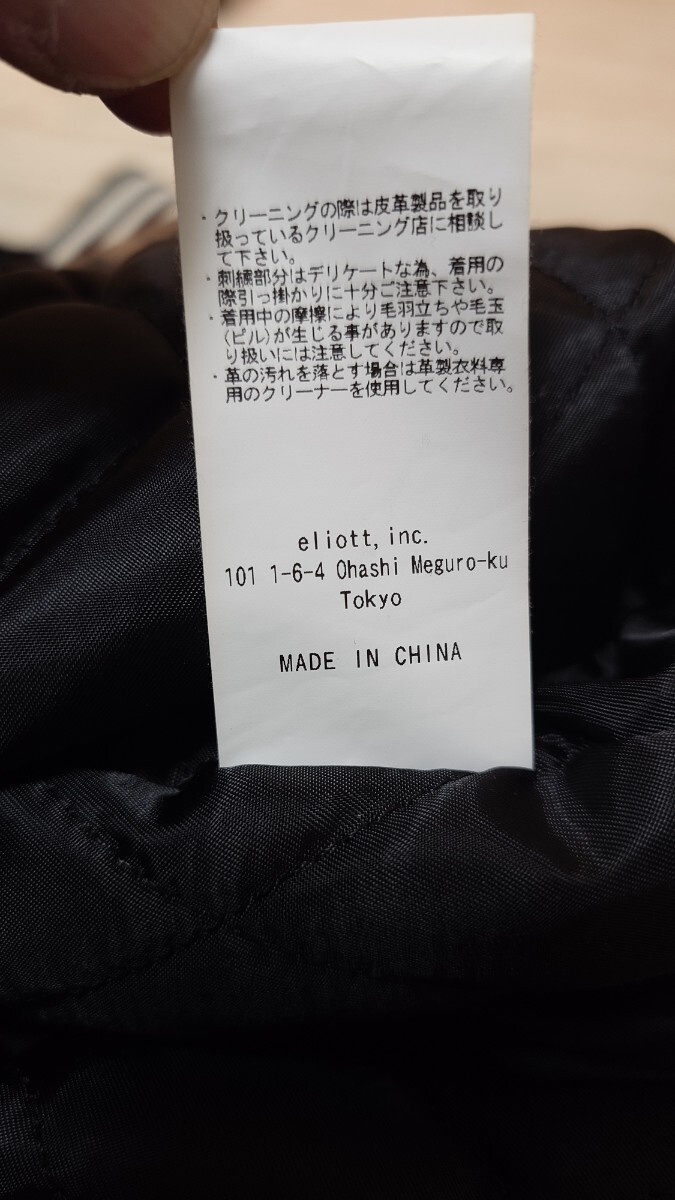 ・クリーニングの際は皮革製品を取り
扱っているクリーニング店に相談し
て下さい。
・刺繍部分はデリケートな為、着用の
際引っ掛かりに十分ご注意下さい。
・着用中の摩擦により毛羽立ちや毛玉
(ピル)が生じる事がありますので取
り扱いには注意してください。
・革の汚れを落とす場合は革製衣料専
用のクリーナーを使用してください。
eliott, inc.
101 1-6-4 Ohashi Meguro-ku
Tokyo
MADE IN CHINA